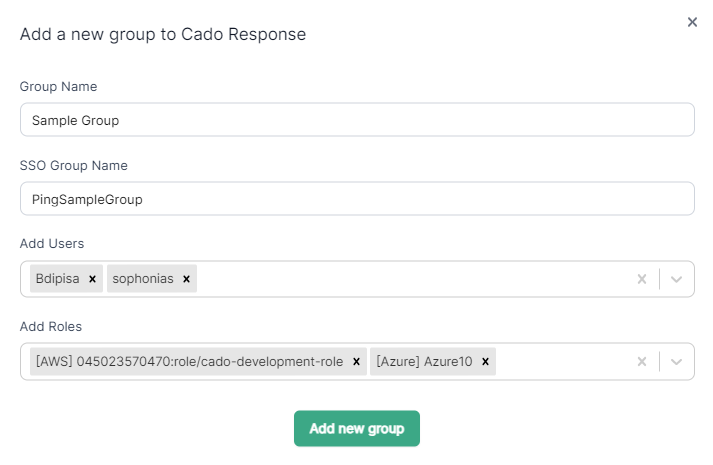 Add a new group to Cado Response
Group Name
Sample Group
SSO Group Name
PingSampleGroup
Add Users
Bdipisa × sophonias ×
Add Roles
[AWS] 045023570470:role/cado-development-role × [Azure] Azure10 ×
Add new group